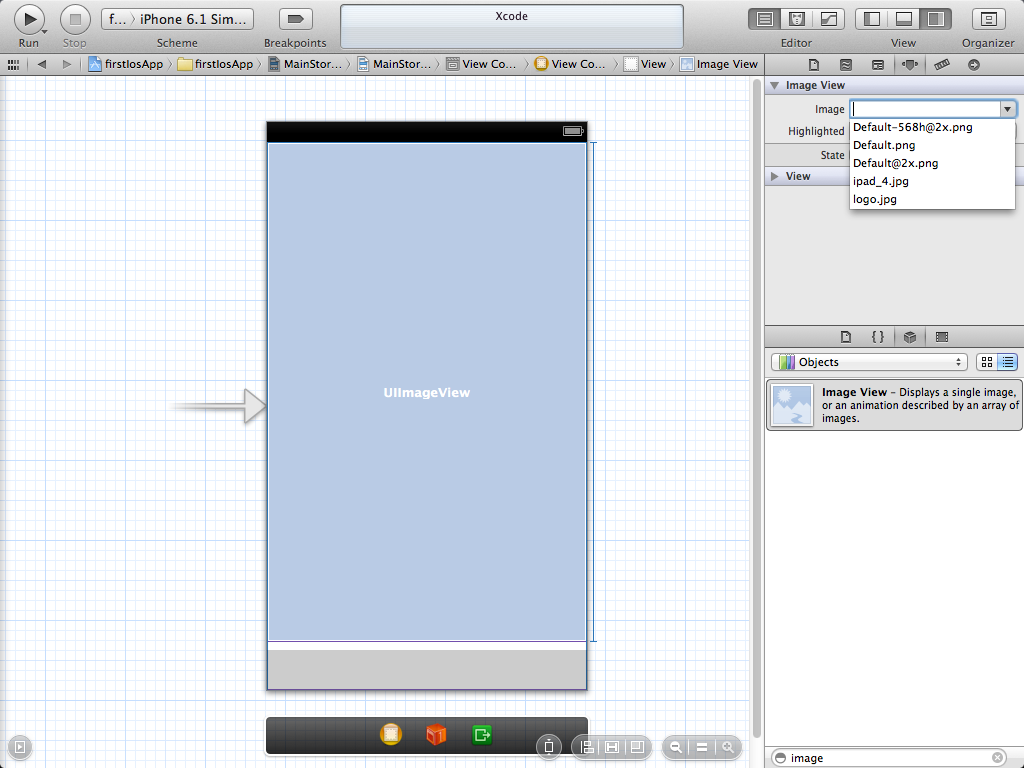 Xcode
f... › iPhone 6.1 Sim...
Run
Stop
Scheme
Breakpoints
Editor
View
Organizer
firstIosApp
firstIosApp
MainStor...
MainStor...
View Co...
View Co...
View
Image View
Image View
Image
Highlighted
State
View
Default-568h@2x.png
Default.png
Default@2x.png
ipad_4.jpg
logo.jpg
UIImageView
{ }
Objects
Image View – Displays a single image,
or an animation described by an array of
images.
image